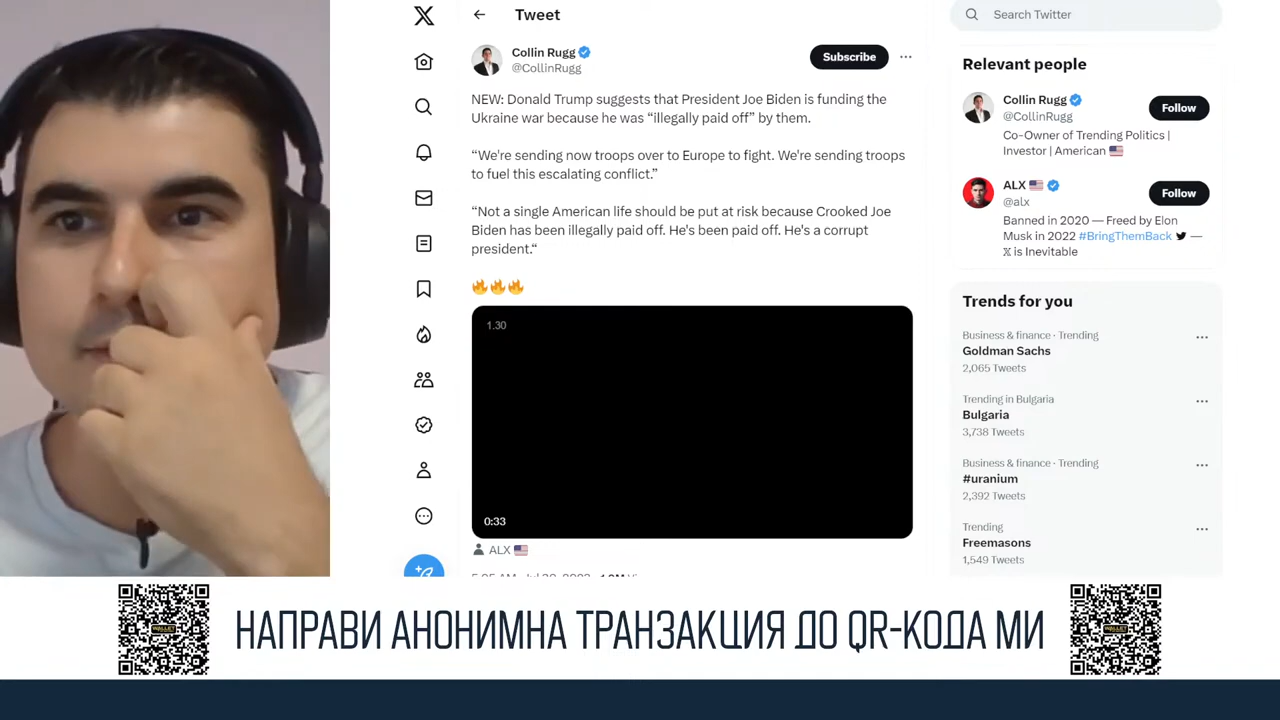 Tweet
Collin Rugg
@CollinRugg
Subscribe
NEW: Donald Trump suggests that President Joe Biden is funding the
Ukraine war because he was “illegally paid off” by them.
“We're sending now troops over to Europe to fight. We're sending troops
to fuel this escalating conflict.”
“Not a single American life should be put at risk because Crooked Joe
Biden has been illegally paid off. He's been paid off. He's a corrupt
president.“
🔥🔥🔥
1.30
0:33
ALX 🇺🇸
Search Twitter
Relevant people
Collin Rugg
@CollinRugg
Follow
Co-Owner of Trending Politics |
Investor | American 🇺🇸
ALX 🇺🇸
@alx
Follow
Banned in 2020 — Freed by Elon
Musk in 2022 #BringThemBack —
𝕏 is Inevitable
Trends for you
Business & finance · Trending
Goldman Sachs
2,065 Tweets
Trending in Bulgaria
Bulgaria
3,738 Tweets
Business & finance · Trending
#uranium
2,392 Tweets
Trending
Freemasons
1,549 Tweets
НАПРАВИ АНОНИМНА ТРАНЗАКЦИЯ ДО QR-КОДА МИ